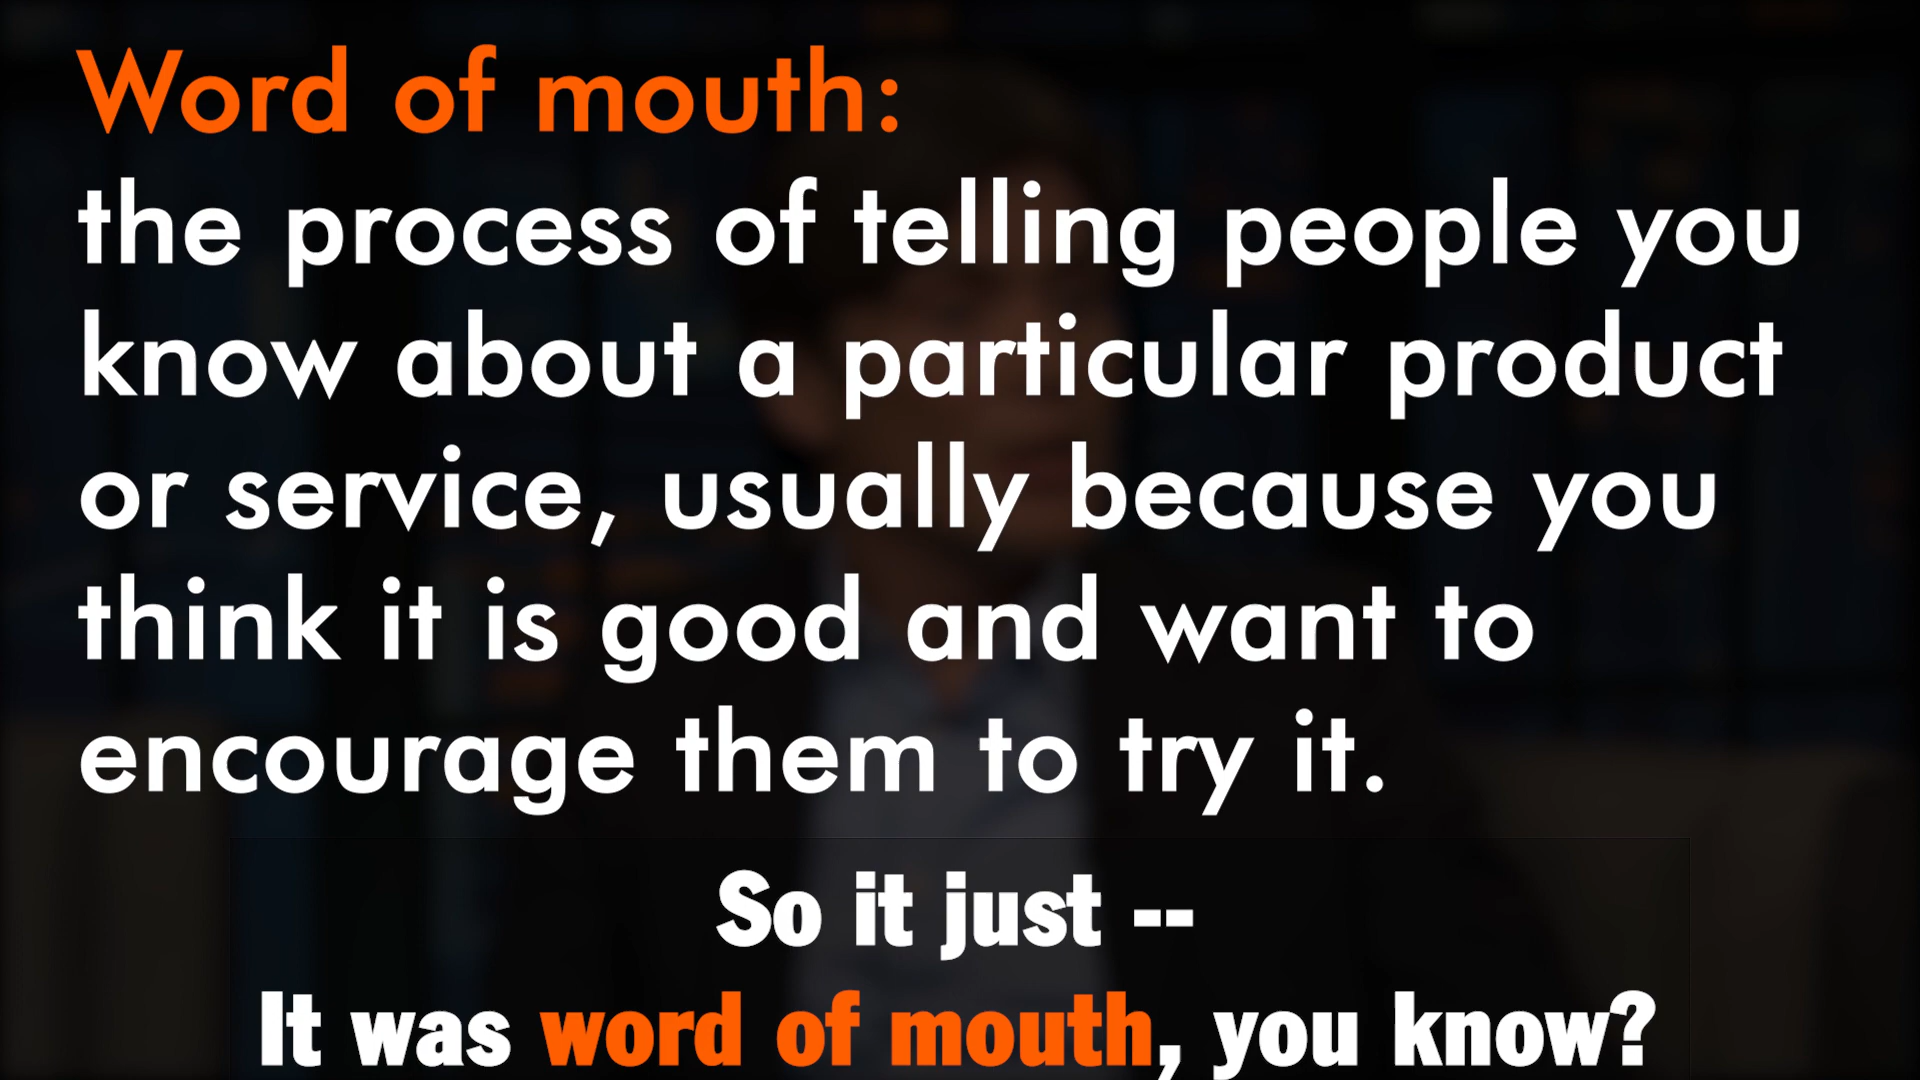 Word of mouth:
the process of telling people you
know about a particular product
or service, usually because you
think it is good and want to
encourage them to try it.
So it just --
It was word of mouth, you know?